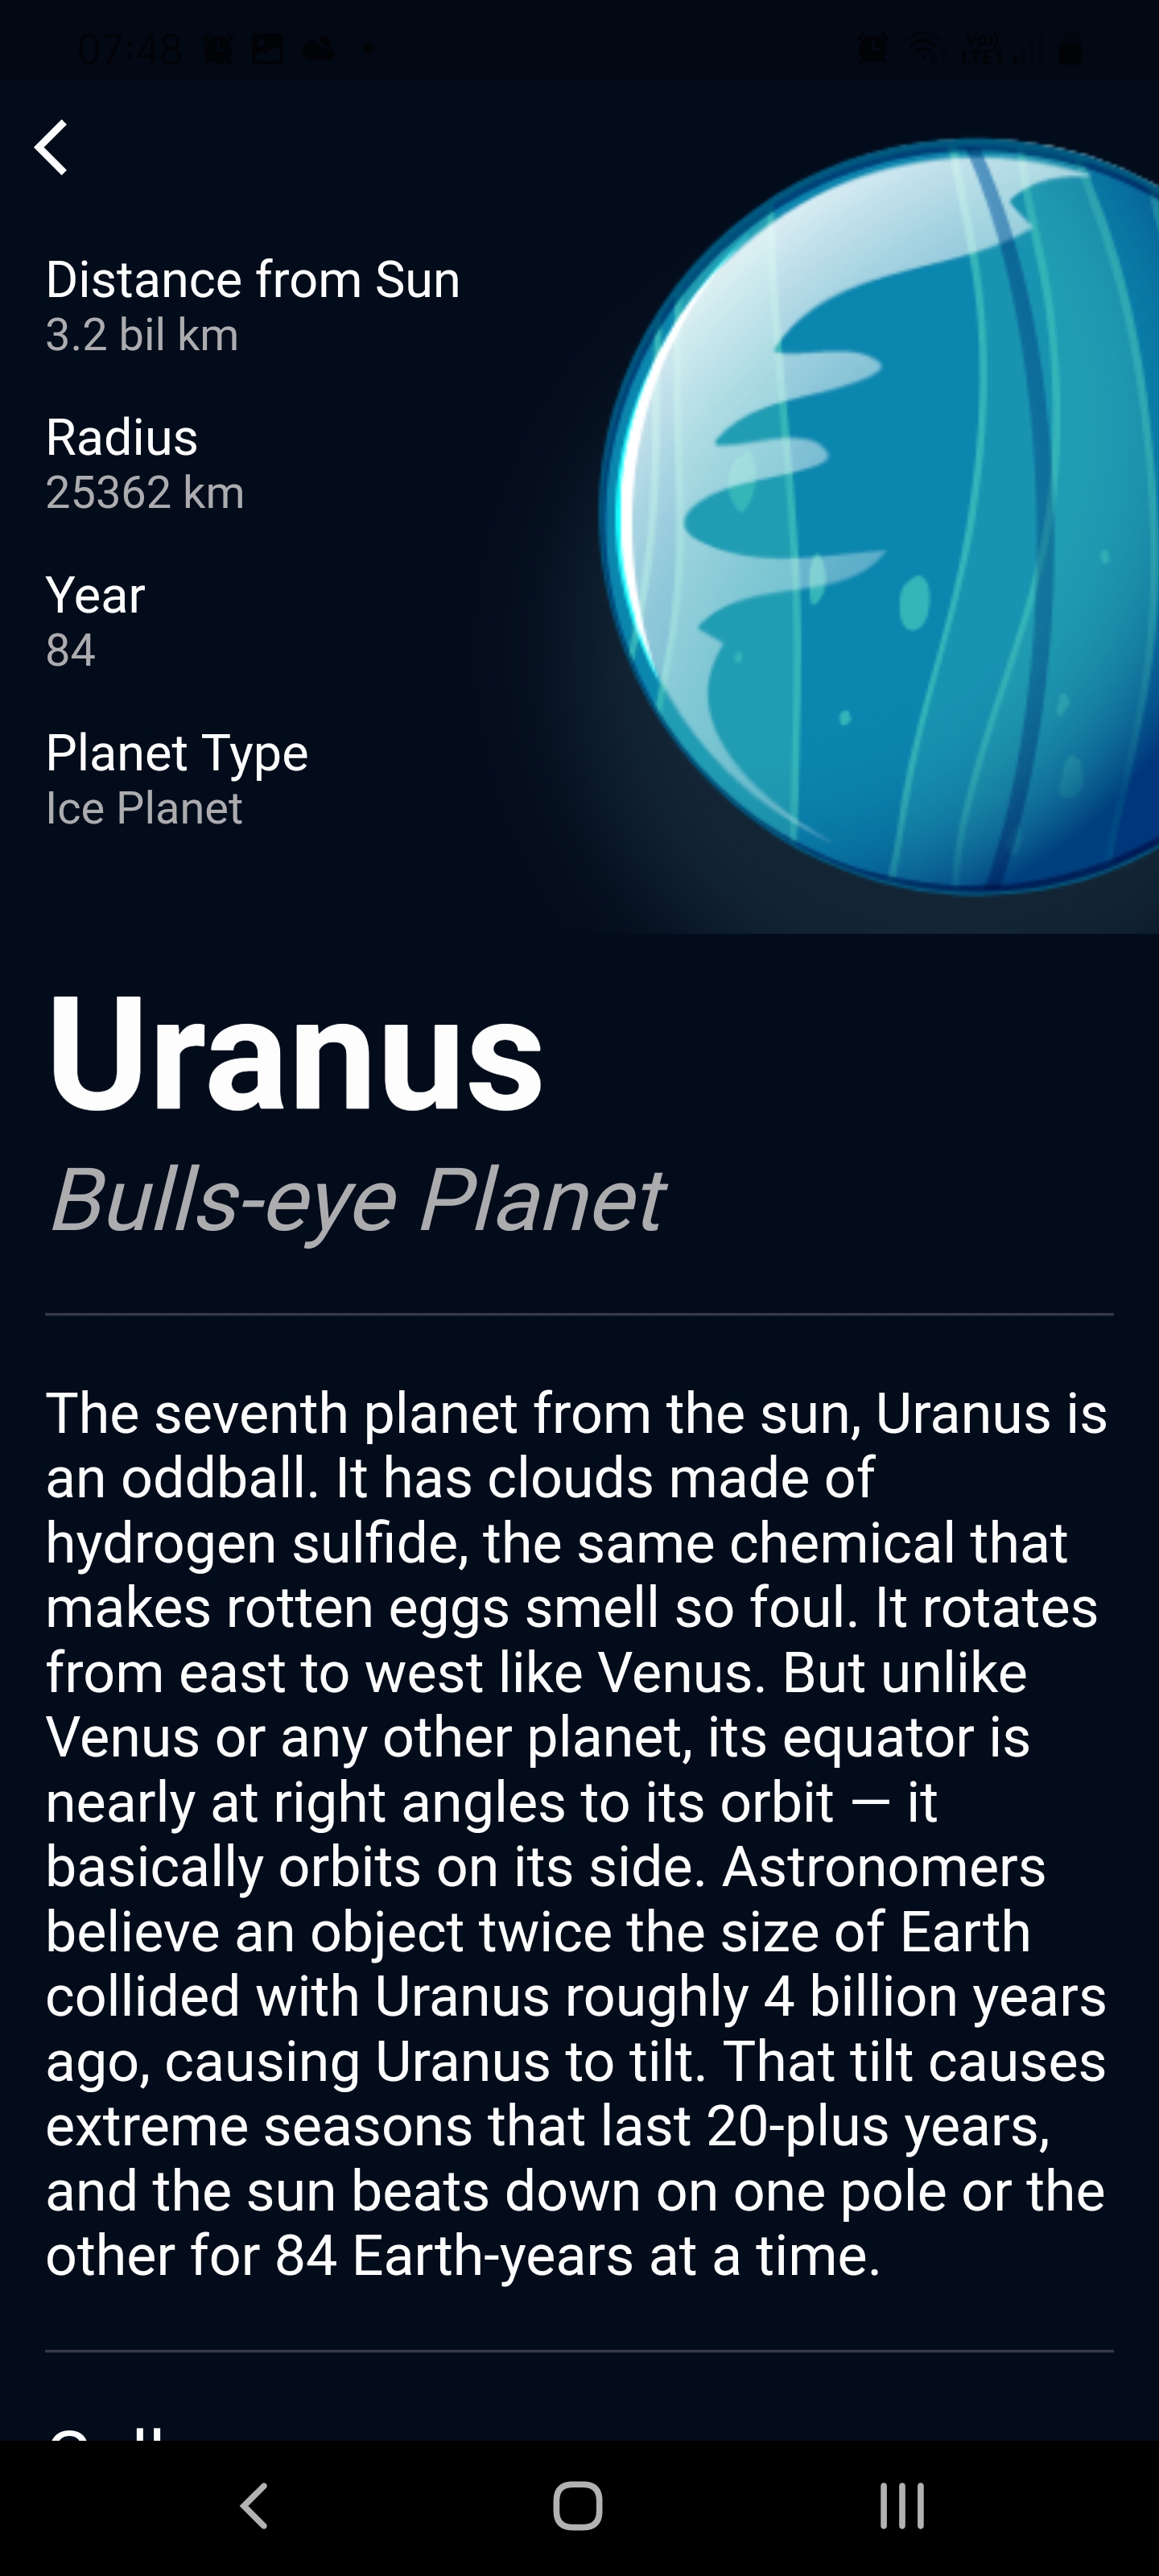 07:48
Vo))
LTE1
Distance from Sun
3.2 bil km
Radius
25362 km
Year
84
Planet Type
Ice Planet
Uranus
Bulls-eye Planet
The seventh planet from the sun, Uranus is
an oddball. It has clouds made of
hydrogen sulfide, the same chemical that
makes rotten eggs smell so foul. It rotates
from east to west like Venus. But unlike
Venus or any other planet, its equator is
nearly at right angles to its orbit — it
basically orbits on its side. Astronomers
believe an object twice the size of Earth
collided with Uranus roughly 4 billion years
ago, causing Uranus to tilt. That tilt causes
extreme seasons that last 20-plus years,
and the sun beats down on one pole or the
other for 84 Earth-years at a time.